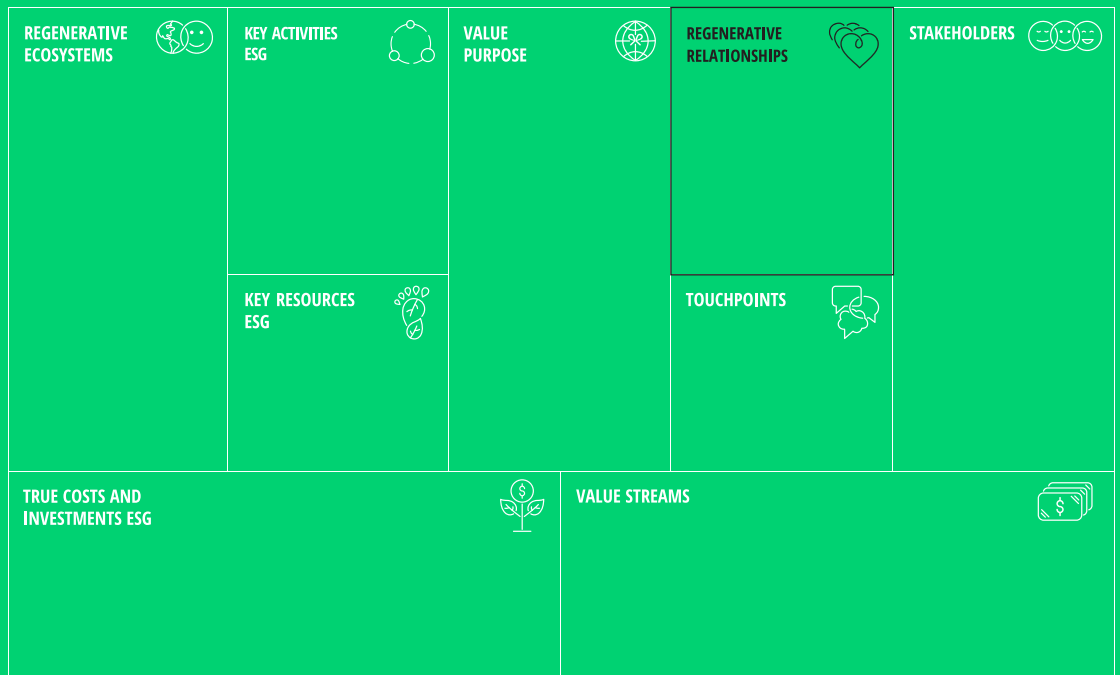 REGENERATIVE
ECOSYSTEMS
KEY ACTIVITIES
ESG
VALUE
PURPOSE
REGENERATIVE
RELATIONSHIPS
STAKEHOLDERS
KEY RESOURCES
ESG
TOUCHPOINTS
TRUE COSTS AND
INVESTMENTS ESG
$
VALUE STREAMS
$